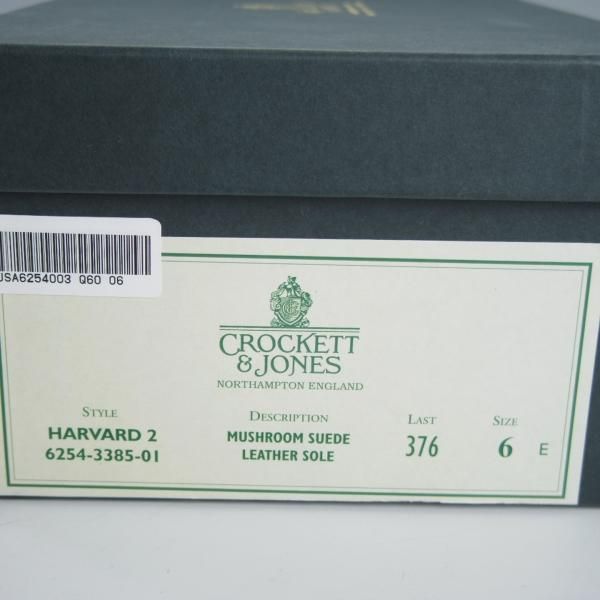 USA6254003 Q60 06
CROCKETT
& JONES
NORTHAMPTON ENGLAND
STYLE
HARVARD 2
6254-3385-01
DESCRIPTION
MUSHROOM SUEDE
LEATHER SOLE
LAST
376
SIZE
6 E